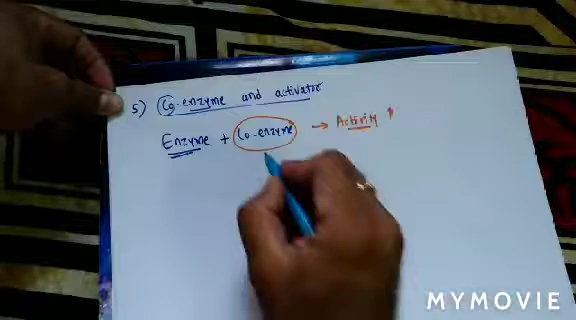 5) Co-enzyme and activator
Enzyme + Co-enzyme → Activity ↑
MYMOVIE